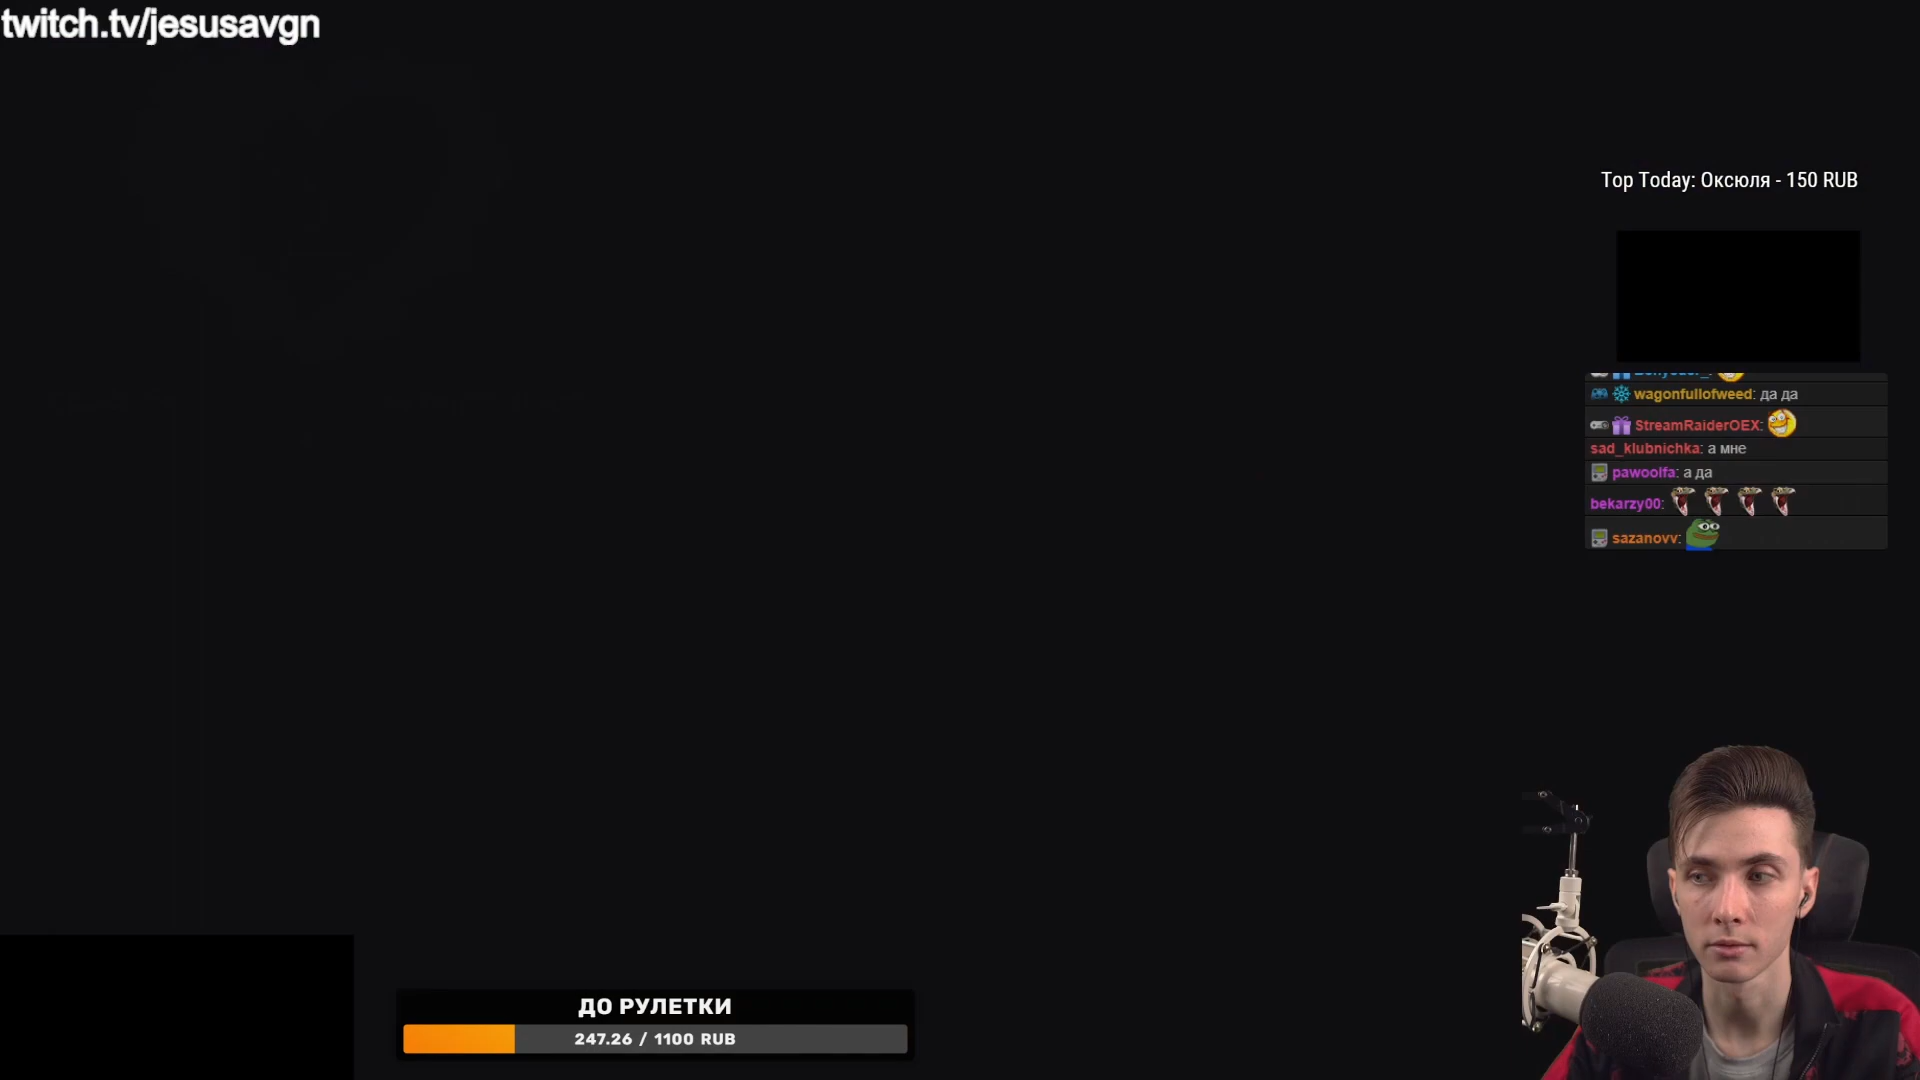 twitch.tv/jesusavgn
Top Today: Оксюля - 150 RUB
wagonfullofweed: да да
StreamRaiderOEX:
sad_klubnichka: а мне
pawoolfa: а да
bekarzy00:
sazanovv:
ДО РУЛЕТКИ
247.26 / 1100 RUB